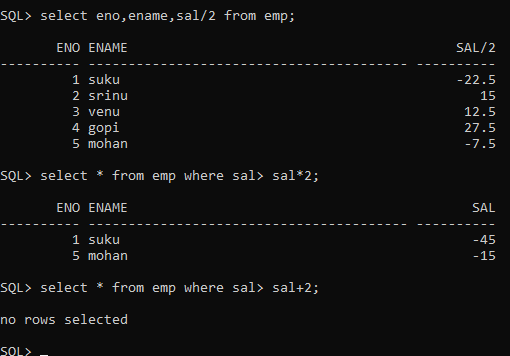 SQL> select eno,ename,sal/2 from emp;
ENO ENAME SAL/2
---------- ---------------------------------------- ----------
1 suku -22.5
2 srinu 15
3 venu 12.5
4 gopi 27.5
5 mohan -7.5
SQL> select * from emp where sal> sal*2;
ENO ENAME SAL
---------- ---------------------------------------- ----------
1 suku -45
5 mohan -15
SQL> select * from emp where sal> sal+2;
no rows selected
SQL> _